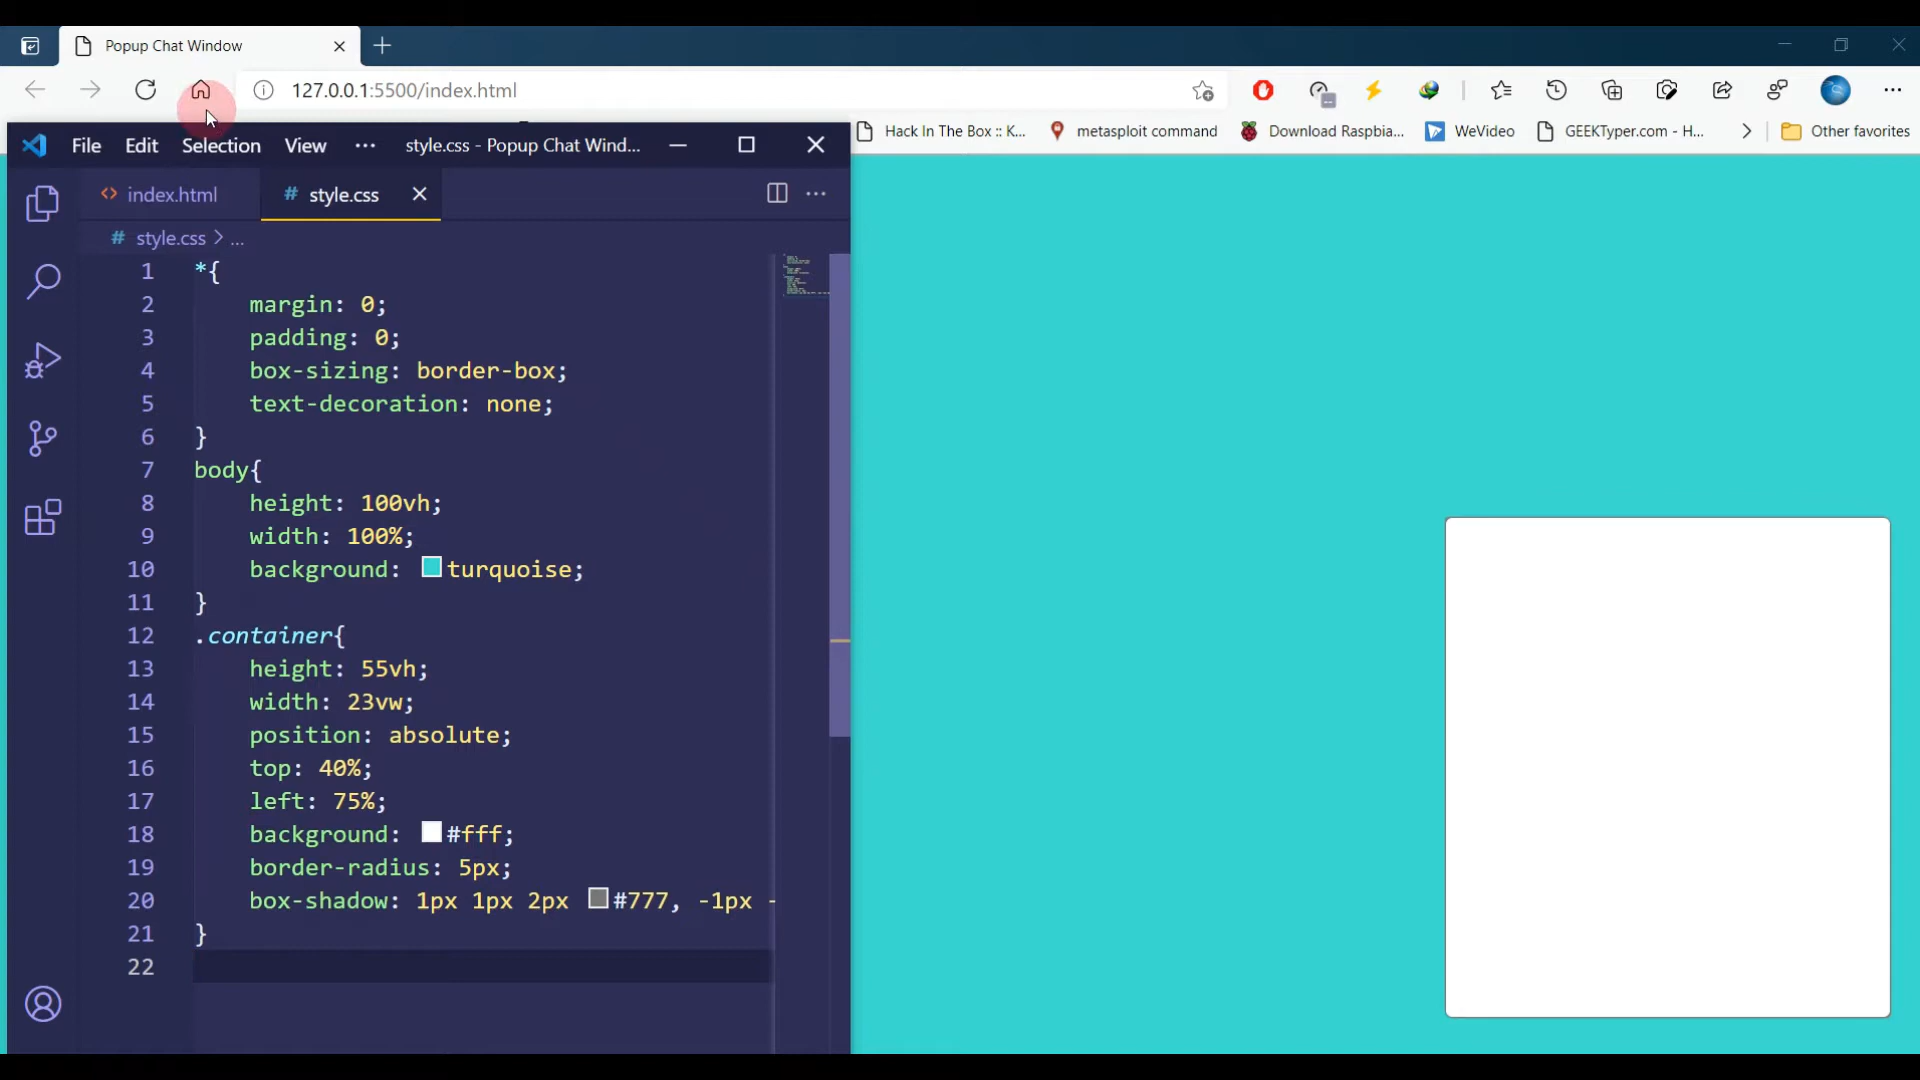 Popup Chat Window
127.0.0.1:5500/index.html
Hack In The Box :: K...
metasploit command
Download Raspbia...
WeVideo
GEEKTyper.com - H...
Other favorites
File Edit Selection View ··· style.css - Popup Chat Wind...
<> index.html
# style.css
# style.css > ...
1 *{
2 margin: 0;
3 padding: 0;
4 box-sizing: border-box;
5 text-decoration: none;
6 }
7 body{
8 height: 100vh;
9 width: 100%;
10 background: turquoise;
11 }
12 .container{
13 height: 55vh;
14 width: 23vw;
15 position: absolute;
16 top: 40%;
17 left: 75%;
18 background: #fff;
19 border-radius: 5px;
20 box-shadow: 1px 1px 2px #777, -1px -
21 }
22